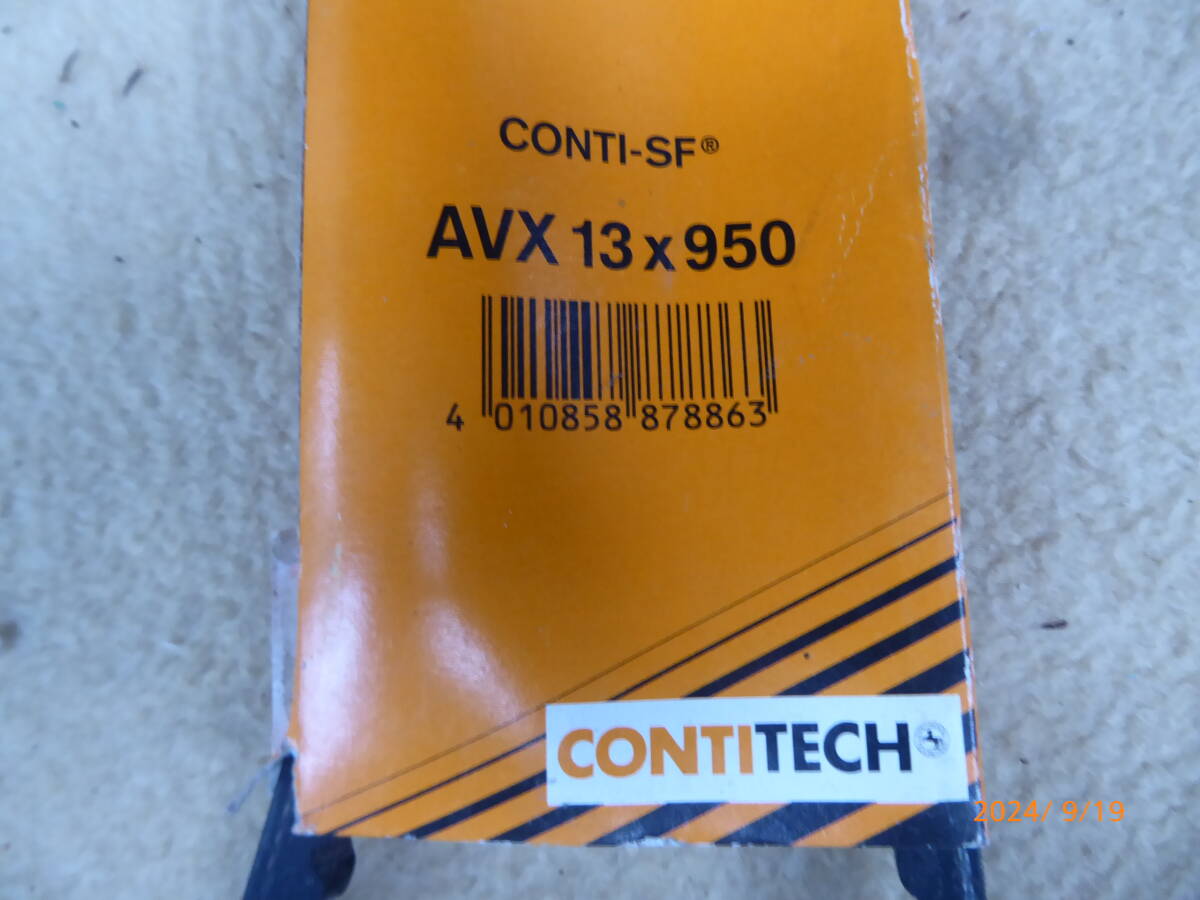 CONTI-SF®
AVX 13 x 950
4 010858 878863
CONTITECH
2024/ 9/19